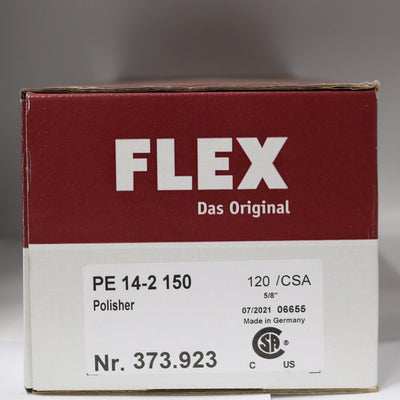 FLEX
Das Original
PE 14-2 150
Polisher
120 /CSA
5/8"
07/2021 06655
Made in Germany
Nr. 373.923
SA ®
C US